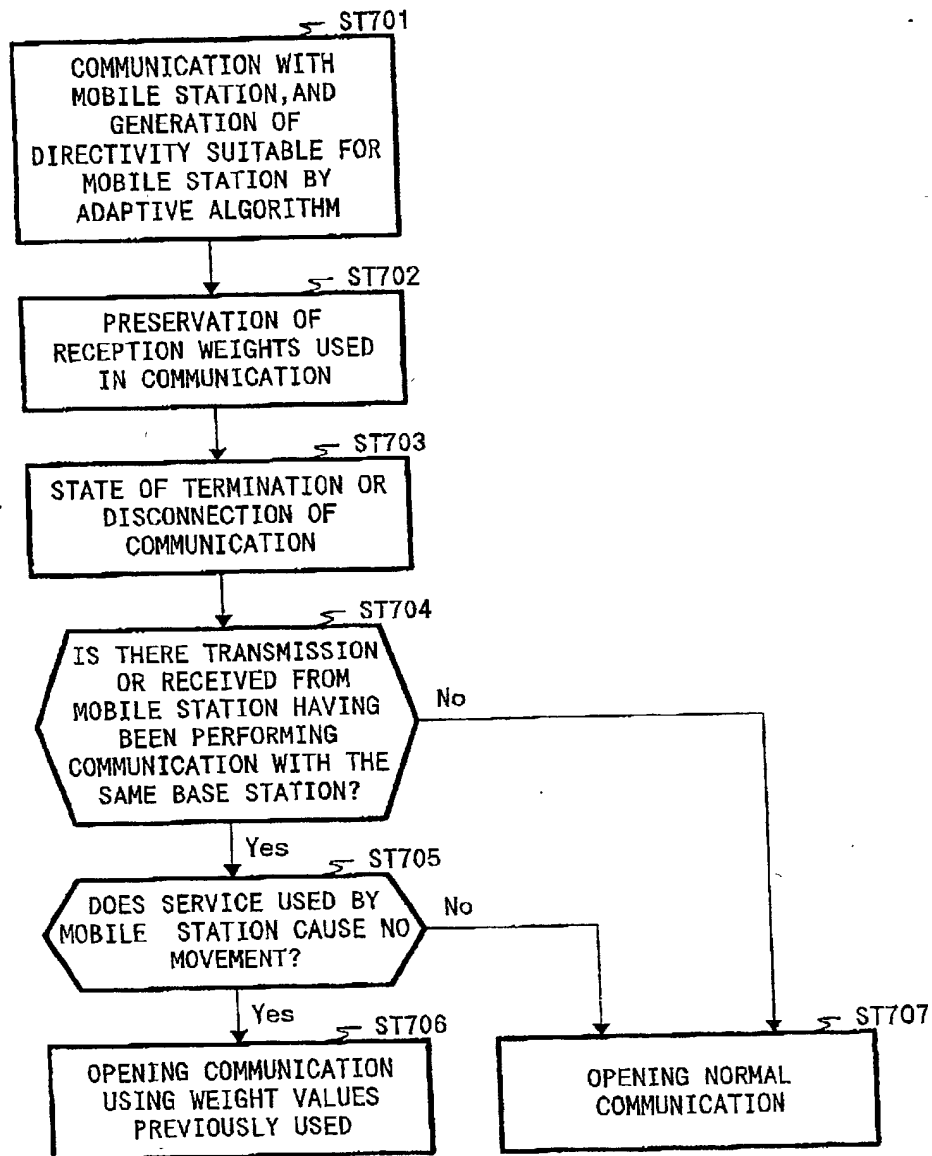 ST701
COMMUNICATION WITH
MOBILE STATION, AND
GENERATION OF
DIRECTIVITY SUITABLE FOR
MOBILE STATION BY
ADAPTIVE ALGORITHM
ST702
PRESERVATION OF
RECEPTION WEIGHTS USED
IN COMMUNICATION
ST703
STATE OF TERMINATION OR
DISCONNECTION OF
COMMUNICATION
ST704
IS THERE TRANSMISSION
OR RECEIVED FROM
MOBILE STATION HAVING
BEEN PERFORMING
COMMUNICATION WITH THE
SAME BASE STATION?
No
Yes
ST705
DOES SERVICE USED BY
MOBILE STATION CAUSE NO
MOVEMENT?
No
Yes
ST706
OPENING COMMUNICATION
USING WEIGHT VALUES
PREVIOUSLY USED
ST707
OPENING NORMAL
COMMUNICATION